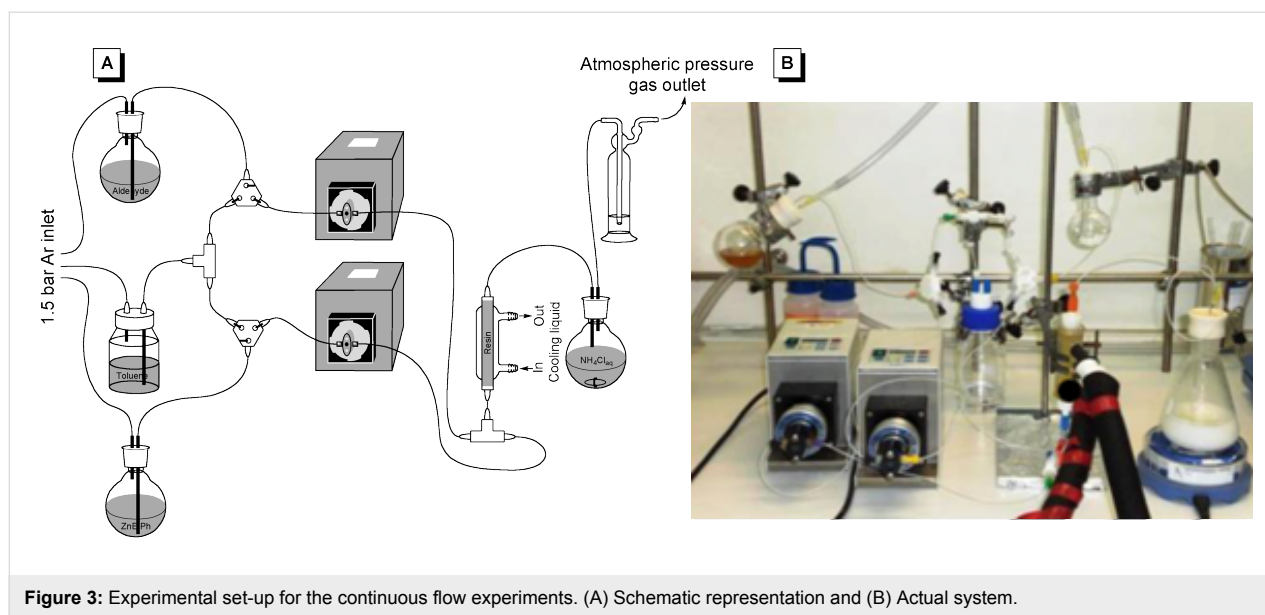 A
Atmospheric pressure
gas outlet
B
Aldehyde
1.5 bar Ar inlet
Toluene
Resin
Out
In
Cooling liquid
NH₄Claq
Figure 3: Experimental set-up for the continuous flow experiments. (A) Schematic representation and (B) Actual system.